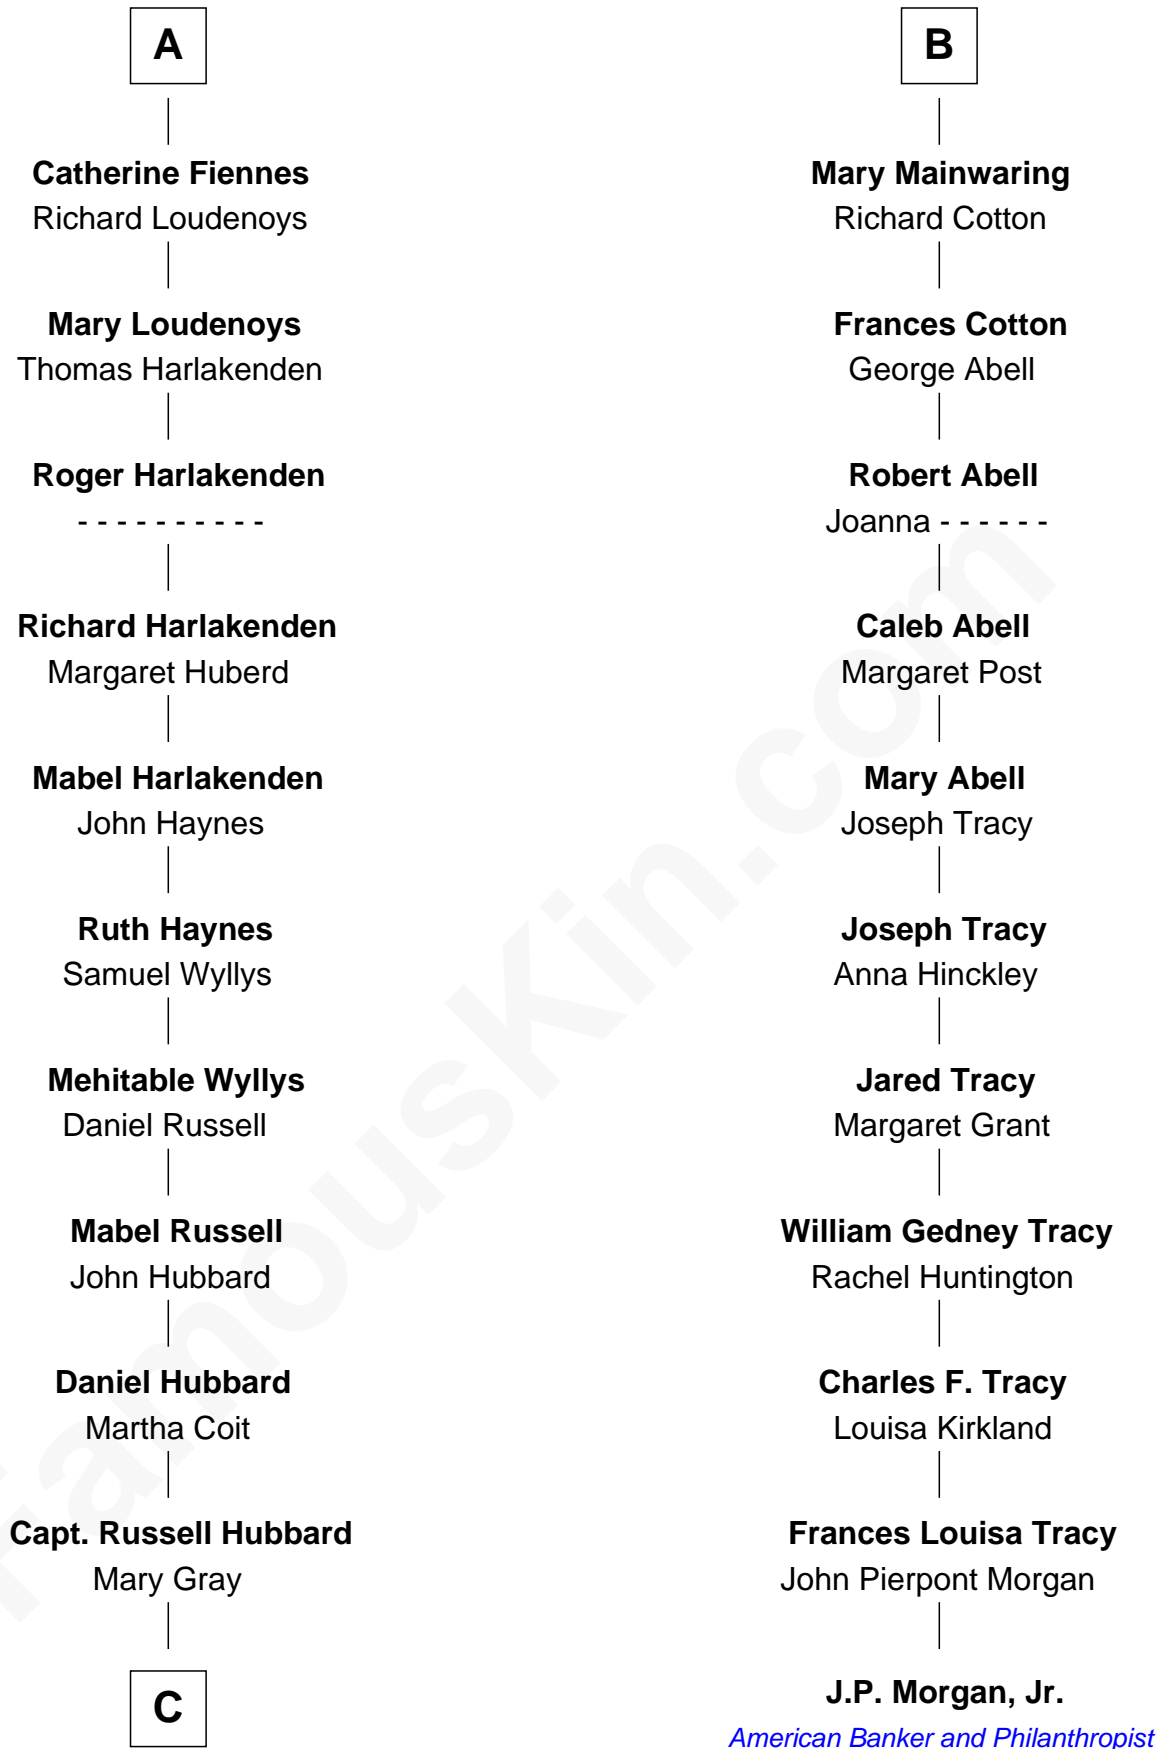 A
Catherine Fiennes
Richard Loudenoys
Mary Loudenoys
Thomas Harlakenden
Roger Harlakenden
- - - - - - - - - -
Richard Harlakenden
Margaret Huberd
Mabel Harlakenden
John Haynes
Ruth Haynes
Samuel Wyllys
Mehitable Wyllys
Daniel Russell
Mabel Russell
John Hubbard
Daniel Hubbard
Martha Coit
Capt. Russell Hubbard
Mary Gray
C
B
Mary Mainwaring
Richard Cotton
Frances Cotton
George Abell
Robert Abell
Joanna - - - - - -
Caleb Abell
Margaret Post
Mary Abell
Joseph Tracy
Joseph Tracy
Anna Hinckley
Jared Tracy
Margaret Grant
William Gedney Tracy
Rachel Huntington
Charles F. Tracy
Louisa Kirkland
Frances Louisa Tracy
John Pierpont Morgan
J.P. Morgan, Jr.
American Banker and Philanthropist
FamousKin.com